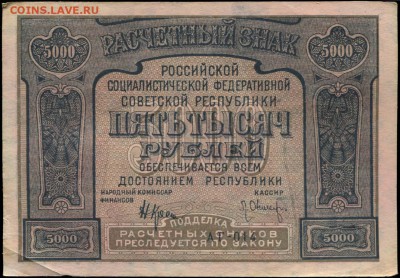 COINS.LAVE.RU
5000 РАСЧЕТНЫЙ ЗНАК 5000
РОССИЙСКОЙ
СОЦИАЛИСТИЧЕСКОЙ ФЕДЕРАТИВНОЙ
СОВЕТСКОЙ РЕСПУБЛИКИ
ПЯТЬ ТЫСЯЧ
РУБЛЕЙ
ОБЕСПЕЧИВАЕТСЯ ВСЕМ
ДОСТОЯНИЕМ РЕСПУБЛИКИ
НАРОДНЫЙ КОМИССАР
ФИНАНСОВ
КАССИР
5000 ПОДДЕЛКА 5000
РАСЧЕТНЫХ ЗНАКОВ
ПРЕСЛЕДУЕТСЯ ПО ЗАКОНУ